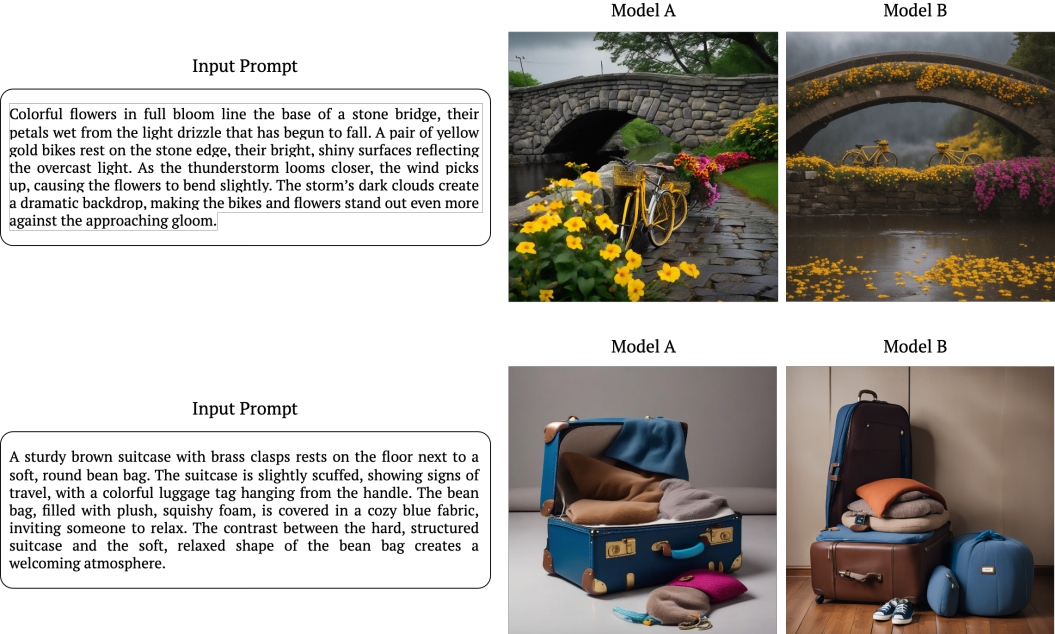 Model A
Model B
Input Prompt
Colorful flowers in full bloom line the base of a stone bridge, their
petals wet from the light drizzle that has begun to fall. A pair of yellow
gold bikes rest on the stone edge, their bright, shiny surfaces reflecting
the overcast light. As the thunderstorm looms closer, the wind picks
up, causing the flowers to bend slightly. The storm's dark clouds create
a dramatic backdrop, making the bikes and flowers stand out even more
against the approaching gloom.
Model A
Model B
Input Prompt
A sturdy brown suitcase with brass clasps rests on the floor next to a
soft, round bean bag. The suitcase is slightly scuffed, showing signs of
travel, with a colorful luggage tag hanging from the handle. The bean
bag, filled with plush, squishy foam, is covered in a cozy blue fabric,
inviting someone to relax. The contrast between the hard, structured
suitcase and the soft, relaxed shape of the bean bag creates a
welcoming atmosphere.